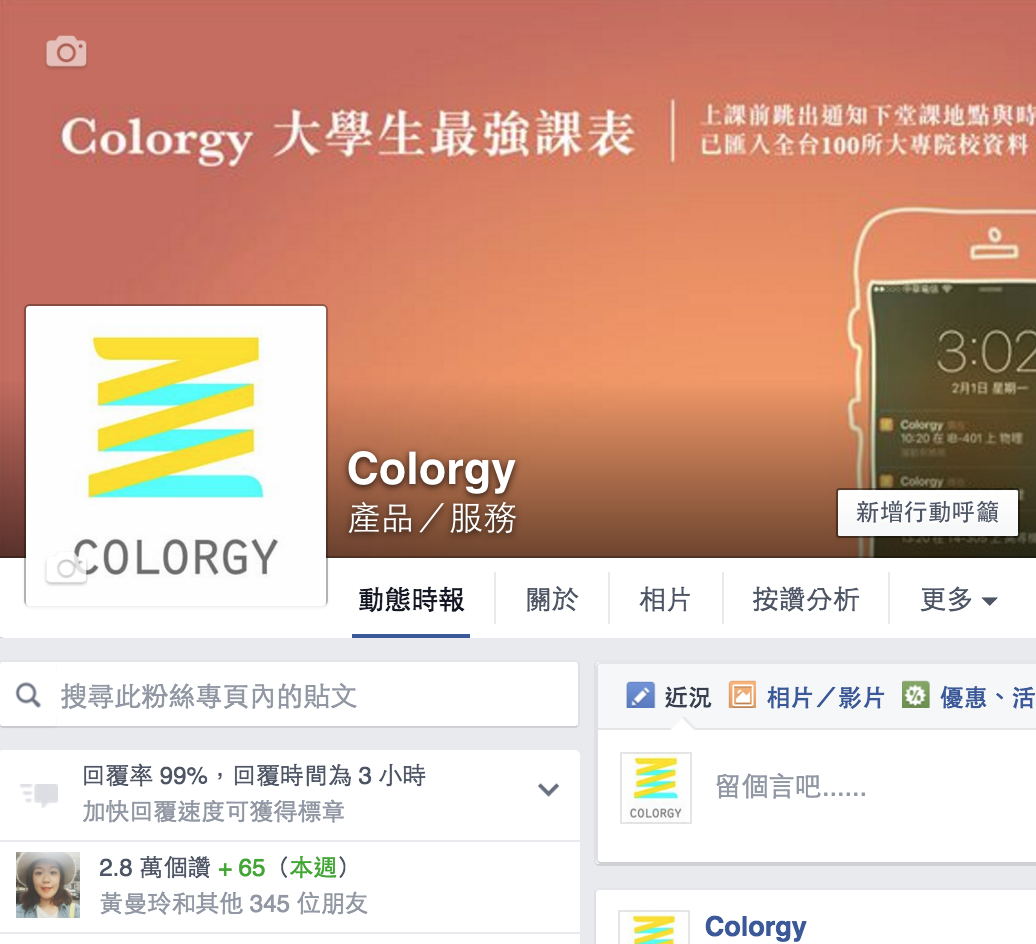 Colorgy 大學生最強課表
上課前跳出通知下堂課地點與時
已匯入全台100所大專院校資料
中華電信
3:02
2月1日 星期一
Colorgy
10:20 在 IB-401 上 物理
Colorgy
COLORGY
Colorgy
產品／服務
新增行動呼籲
動態時報
關於
相片
按讚分析
更多
搜尋此粉絲專頁內的貼文
近況
相片／影片
優惠、活
回覆率 99%，回覆時間為 3 小時
加快回覆速度可獲得標章
COLORGY
留個言吧......
2.8 萬個讚 + 65（本週）
黃曼玲和其他 345 位朋友
Colorgy